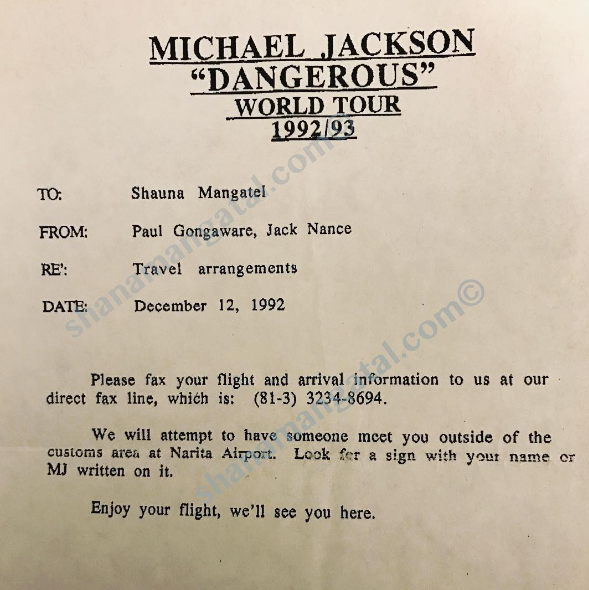 MICHAEL JACKSON
“DANGEROUS”
WORLD TOUR
1992/93
TO: Shauna Mangatel
FROM: Paul Gongaware, Jack Nance
RE': Travel arrangements
DATE: December 12, 1992
Please fax your flight and arrival information to us at our
direct fax line, which is: (81-3) 3234-8694.
We will attempt to have someone meet you outside of the
customs area at Narita Airport. Look for a sign with your name or
MJ written on it.
Enjoy your flight, we'll see you here.
shanamangatal.com©
shanamangatal.com©